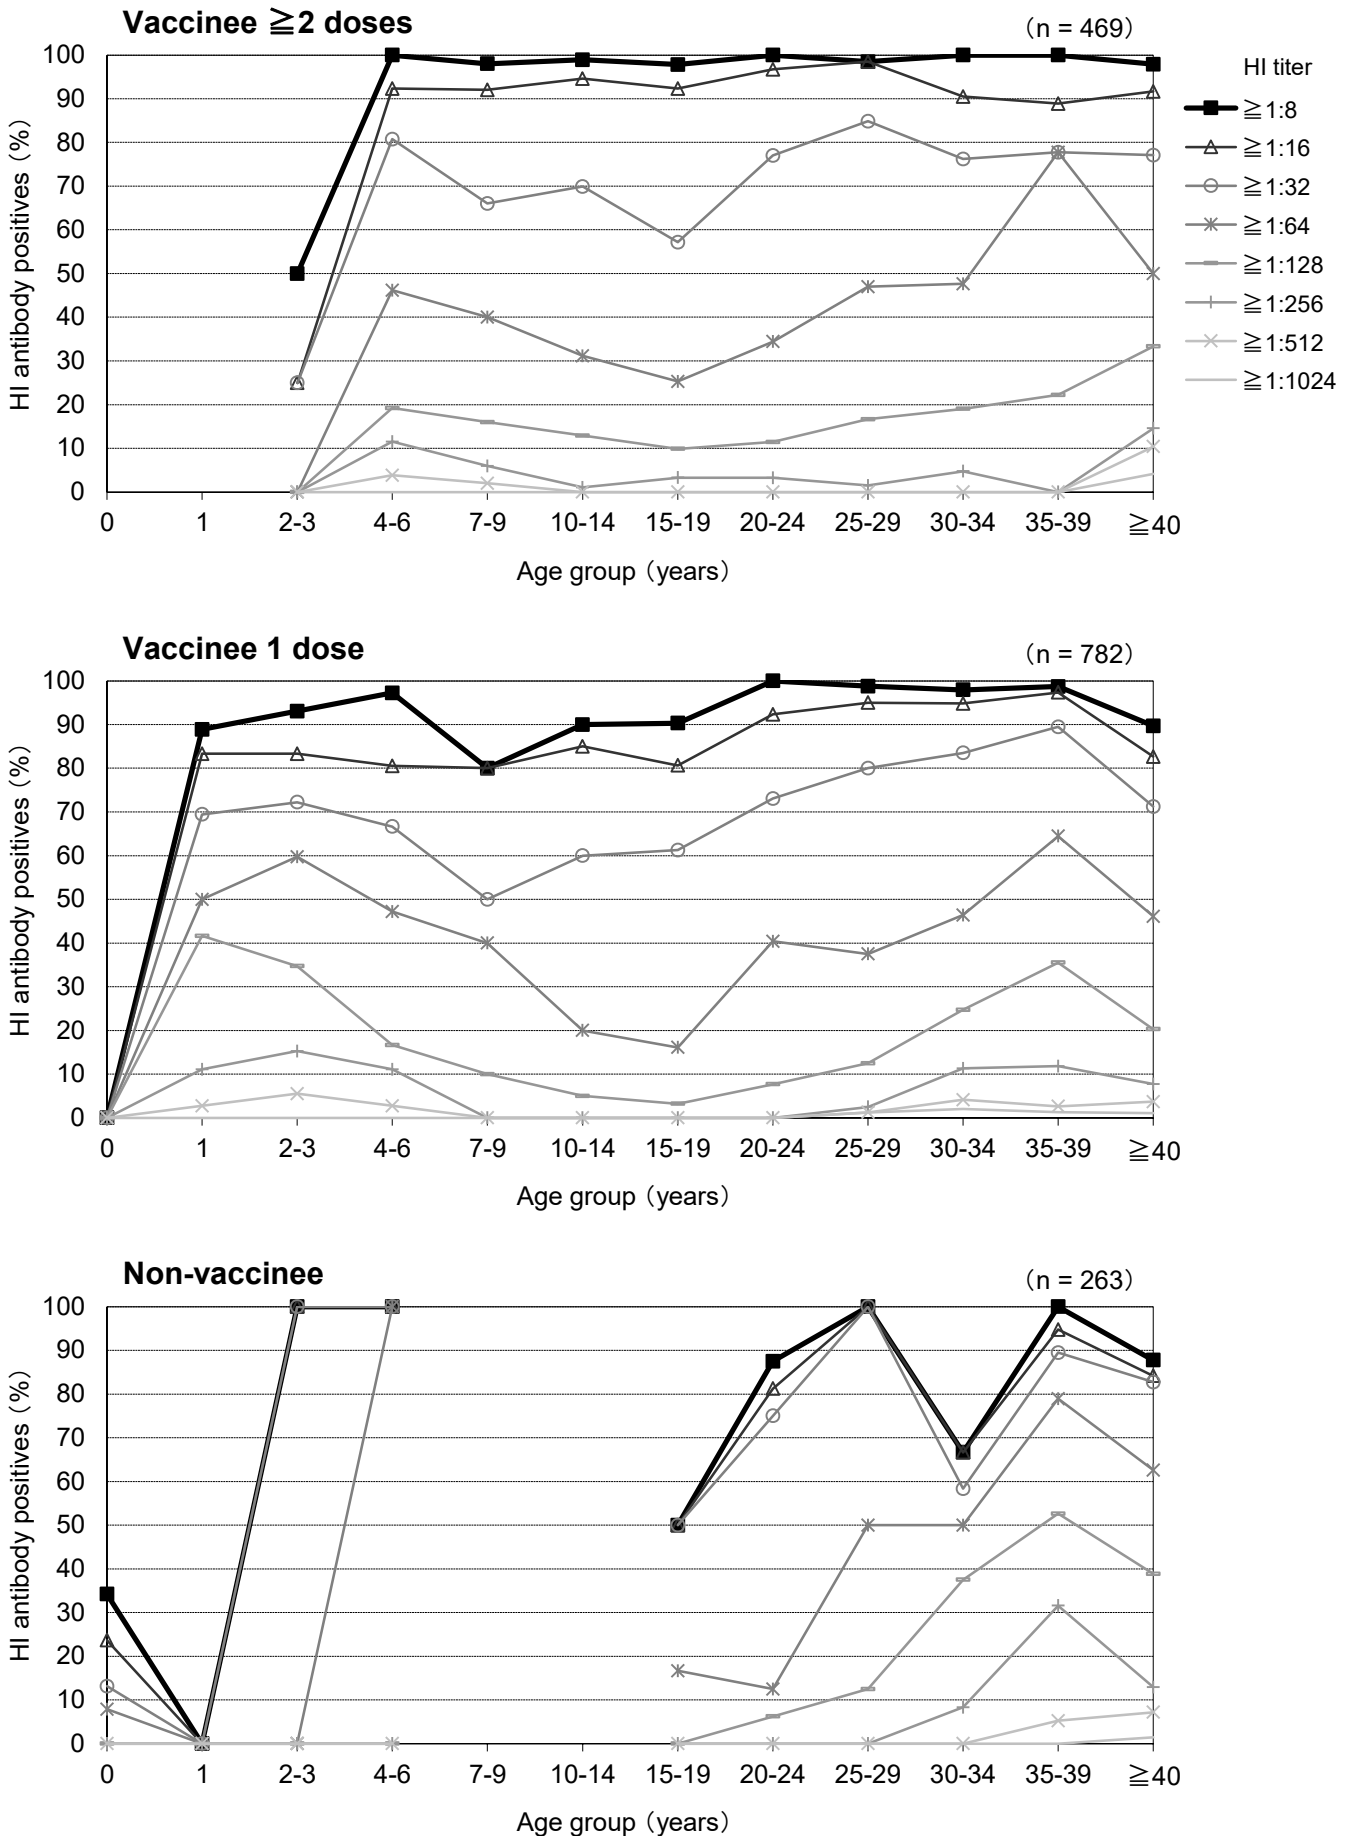 Vaccinee ≧2 doses
（n = 469）
HI titer
≧1:8
≧1:16
≧1:32
≧1:64
≧1:128
≧1:256
≧1:512
≧1:1024
HI antibody positives（%）
100
90
80
70
60
50
40
30
20
10
0
0 1 2-3 4-6 7-9 10-14 15-19 20-24 25-29 30-34 35-39 ≧40
Age group（years）
Vaccinee 1 dose
（n = 782）
HI antibody positives（%）
100
90
80
70
60
50
40
30
20
10
0
0 1 2-3 4-6 7-9 10-14 15-19 20-24 25-29 30-34 35-39 ≧40
Age group（years）
Non-vaccinee
（n = 263）
HI antibody positives（%）
100
90
80
70
60
50
40
30
20
10
0
0 1 2-3 4-6 7-9 10-14 15-19 20-24 25-29 30-34 35-39 ≧40
Age group（years）